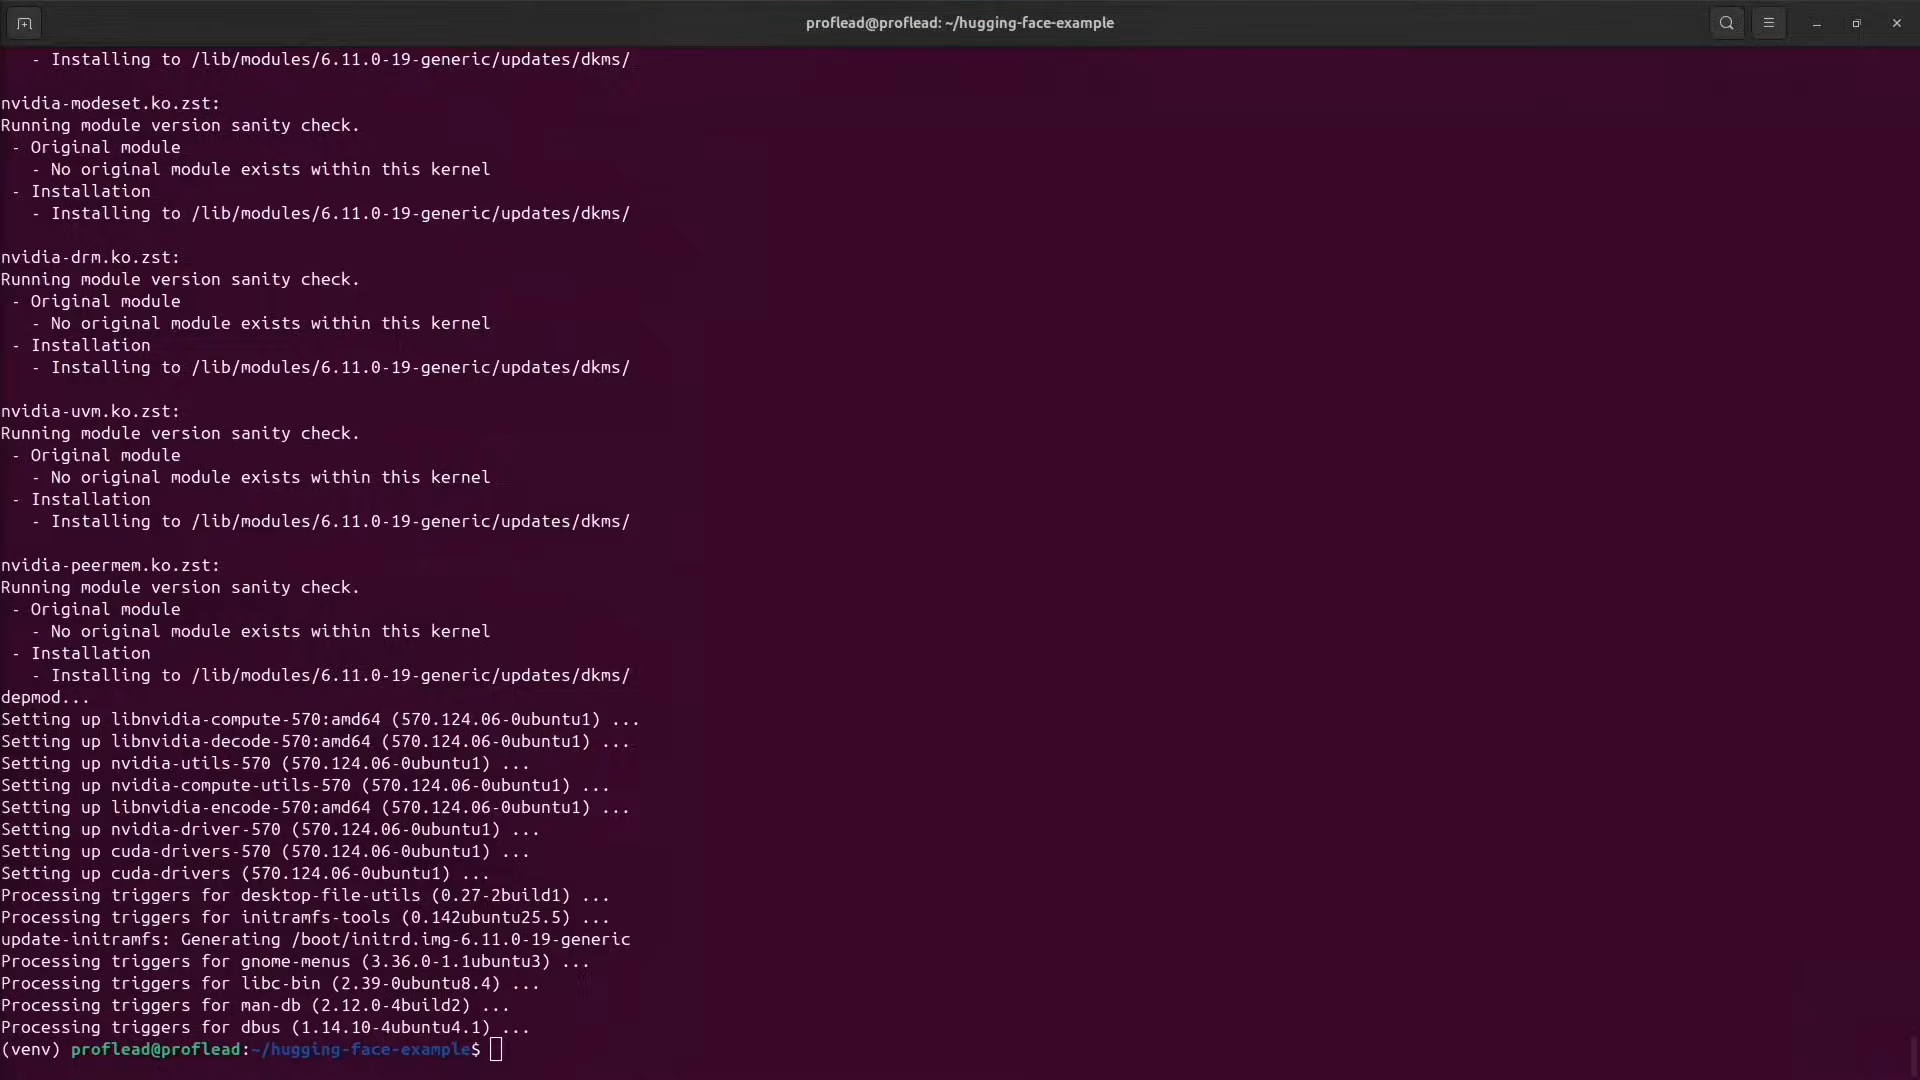 proflead@proflead: ~/hugging-face-example
- Installing to /lib/modules/6.11.0-19-generic/updates/dkms/
nvidia-modeset.ko.zst:
Running module version sanity check.
- Original module
- No original module exists within this kernel
- Installation
- Installing to /lib/modules/6.11.0-19-generic/updates/dkms/
nvidia-drm.ko.zst:
Running module version sanity check.
- Original module
- No original module exists within this kernel
- Installation
- Installing to /lib/modules/6.11.0-19-generic/updates/dkms/
nvidia-uvm.ko.zst:
Running module version sanity check.
- Original module
- No original module exists within this kernel
- Installation
- Installing to /lib/modules/6.11.0-19-generic/updates/dkms/
nvidia-peermem.ko.zst:
Running module version sanity check.
- Original module
- No original module exists within this kernel
- Installation
- Installing to /lib/modules/6.11.0-19-generic/updates/dkms/
depmod...
Setting up libnvidia-compute-570:amd64 (570.124.06-0ubuntu1) ...
Setting up libnvidia-decode-570:amd64 (570.124.06-0ubuntu1) ...
Setting up nvidia-utils-570 (570.124.06-0ubuntu1) ...
Setting up nvidia-compute-utils-570 (570.124.06-0ubuntu1) ...
Setting up libnvidia-encode-570:amd64 (570.124.06-0ubuntu1) ...
Setting up nvidia-driver-570 (570.124.06-0ubuntu1) ...
Setting up cuda-drivers-570 (570.124.06-0ubuntu1) ...
Setting up cuda-drivers (570.124.06-0ubuntu1) ...
Processing triggers for desktop-file-utils (0.27-2build1) ...
Processing triggers for initramfs-tools (0.142ubuntu25.5) ...
update-initramfs: Generating /boot/initrd.img-6.11.0-19-generic
Processing triggers for gnome-menus (3.36.0-1.1ubuntu3) ...
Processing triggers for libc-bin (2.39-0ubuntu8.4) ...
Processing triggers for man-db (2.12.0-4build2) ...
Processing triggers for dbus (1.14.10-4ubuntu4.1) ...
(venv) proflead@proflead:~/hugging-face-example$